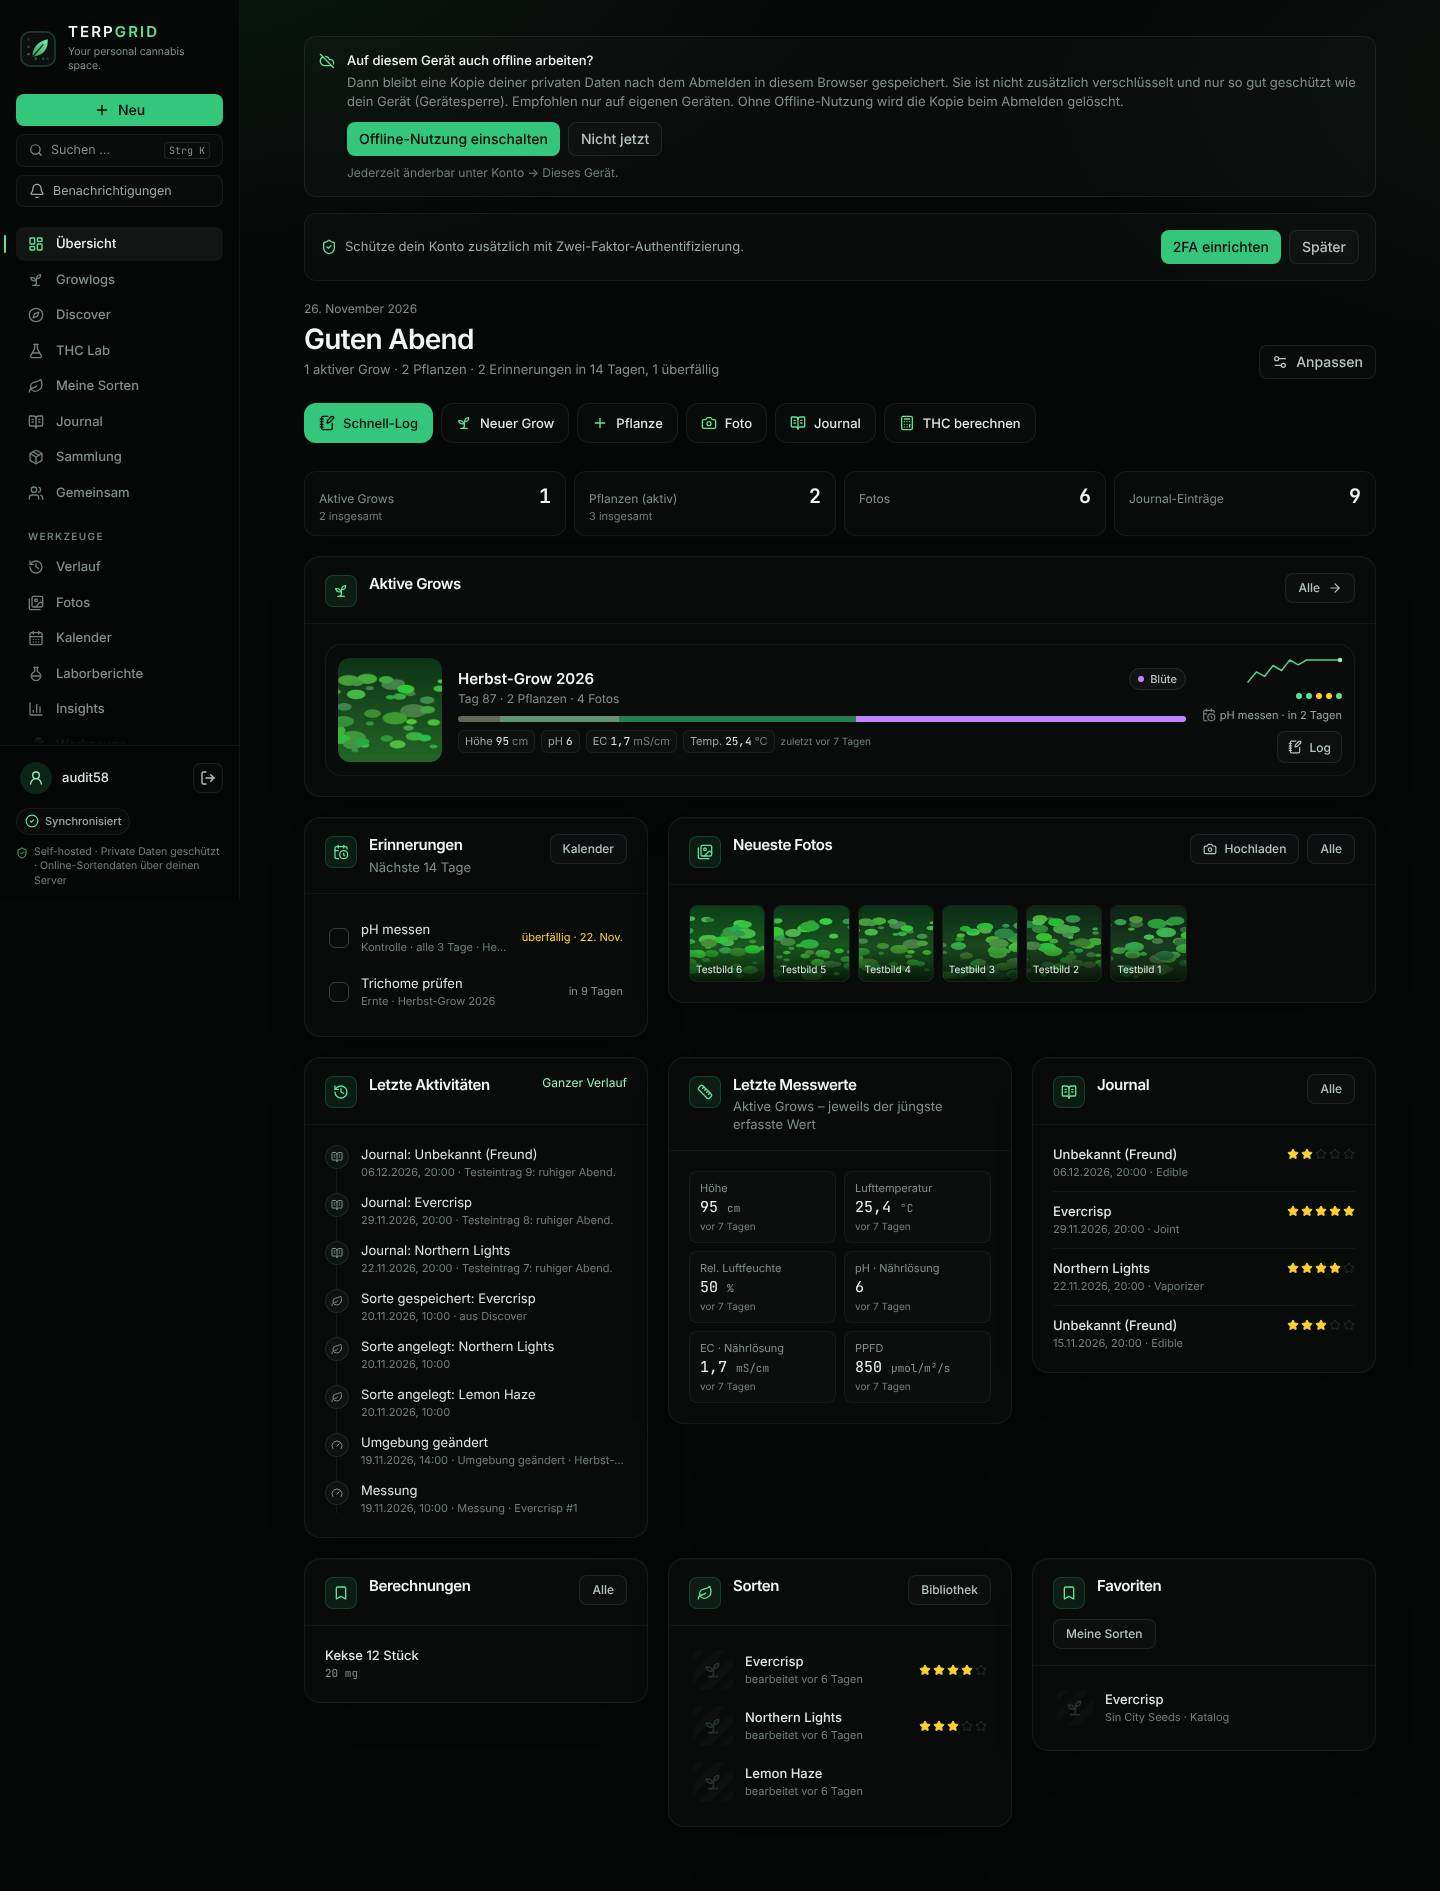 TERPGRID
Your personal cannabis
space.
Neu
Suchen ...
Strg K
Benachrichtigungen
Übersicht
Growlogs
Discover
THC Lab
Meine Sorten
Journal
Sammlung
Gemeinsam
WERKZEUGE
Verlauf
Fotos
Kalender
Laborberichte
Insights
audit58
Synchronisiert
Self-hosted · Private Daten geschützt
· Online-Sortendaten über deinen
Server
Auf diesem Gerät auch offline arbeiten?
Dann bleibt eine Kopie deiner privaten Daten nach dem Abmelden in diesem Browser gespeichert. Sie ist nicht zusätzlich verschlüsselt und nur so gut geschützt wie
dein Gerät (Gerätesperre). Empfohlen nur auf eigenen Geräten. Ohne Offline-Nutzung wird die Kopie beim Abmelden gelöscht.
Offline-Nutzung einschalten
Nicht jetzt
Jederzeit änderbar unter Konto → Dieses Gerät.
Schütze dein Konto zusätzlich mit Zwei-Faktor-Authentifizierung.
2FA einrichten
Später
26. November 2026
Guten Abend
1 aktiver Grow · 2 Pflanzen · 2 Erinnerungen in 14 Tagen, 1 überfällig
Anpassen
Schnell-Log
Neuer Grow
Pflanze
Foto
Journal
THC berechnen
Aktive Grows 1
2 insgesamt
Pflanzen (aktiv) 2
3 insgesamt
Fotos 6
Journal-Einträge 9
Aktive Grows
Alle
Herbst-Grow 2026
Blüte
Tag 87 · 2 Pflanzen · 4 Fotos
Höhe 95 cm
pH 6
EC 1,7 mS/cm
Temp. 25,4 °C
zuletzt vor 7 Tagen
pH messen · in 2 Tagen
Log
Erinnerungen
Nächste 14 Tage
Kalender
pH messen
Kontrolle · alle 3 Tage · He...
überfällig · 22. Nov.
Trichome prüfen
Ernte · Herbst-Grow 2026
in 9 Tagen
Neueste Fotos
Hochladen
Alle
Testbild 6
Testbild 5
Testbild 4
Testbild 3
Testbild 2
Testbild 1
Letzte Aktivitäten
Ganzer Verlauf
Journal: Unbekannt (Freund)
06.12.2026, 20:00 · Testeintrag 9: ruhiger Abend.
Journal: Evercrisp
29.11.2026, 20:00 · Testeintrag 8: ruhiger Abend.
Journal: Northern Lights
22.11.2026, 20:00 · Testeintrag 7: ruhiger Abend.
Sorte gespeichert: Evercrisp
20.11.2026, 10:00 · aus Discover
Sorte angelegt: Northern Lights
20.11.2026, 10:00
Sorte angelegt: Lemon Haze
20.11.2026, 10:00
Umgebung geändert
19.11.2026, 14:00 · Umgebung geändert · Herbst-...
Messung
19.11.2026, 10:00 · Messung · Evercrisp #1
Letzte Messwerte
Aktive Grows – jeweils der jüngste
erfasste Wert
Höhe
95 cm
vor 7 Tagen
Lufttemperatur
25,4 °C
vor 7 Tagen
Rel. Luftfeuchte
50 %
vor 7 Tagen
pH · Nährlösung
6
vor 7 Tagen
EC · Nährlösung
1,7 mS/cm
vor 7 Tagen
PPFD
850 µmol/m²/s
vor 7 Tagen
Journal
Alle
Unbekannt (Freund)
06.12.2026, 20:00 · Edible
Evercrisp
29.11.2026, 20:00 · Joint
Northern Lights
22.11.2026, 20:00 · Vaporizer
Unbekannt (Freund)
15.11.2026, 20:00 · Edible
Berechnungen
Alle
Kekse 12 Stück
20 mg
Sorten
Bibliothek
Evercrisp
bearbeitet vor 6 Tagen
Northern Lights
bearbeitet vor 6 Tagen
Lemon Haze
bearbeitet vor 6 Tagen
Favoriten
Meine Sorten
Evercrisp
Sin City Seeds · Katalog